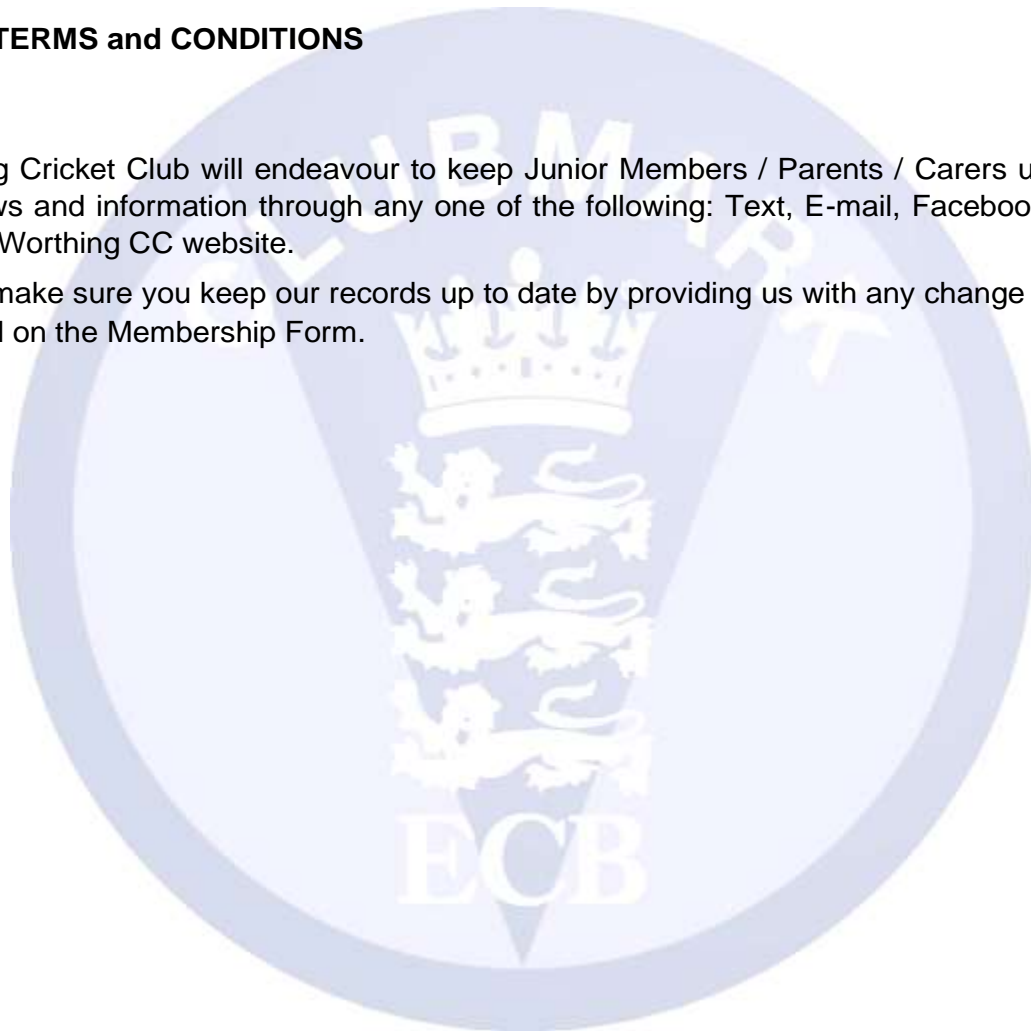 TERMS and CONDITIONS
g Cricket Club will endeavour to keep Junior Members / Parents / Carers u
ws and information through any one of the following: Text, E-mail, Faceboo
Worthing CC website.
make sure you keep our records up to date by providing us with any change
l on the Membership Form.
CLUBMARK
ECB